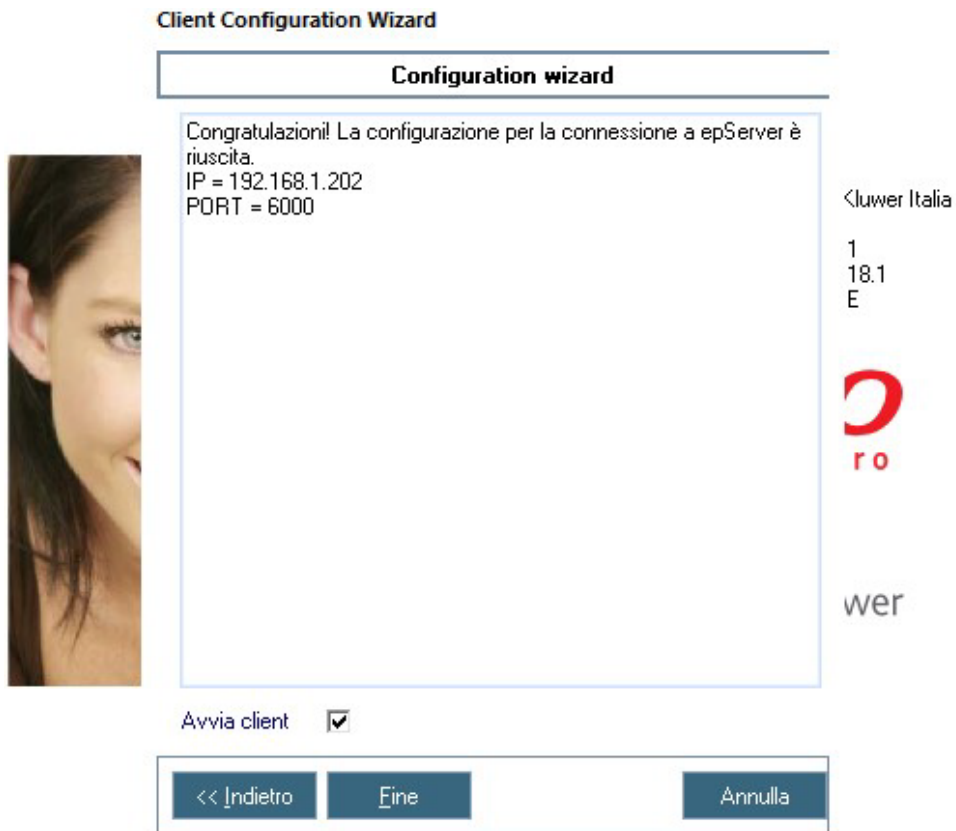 Client Configuration Wizard
Configuration wizard
Congratulazioni! La configurazione per la connessione a epServer è
riuscita.
IP = 192.168.1.202
PORT = 6000
Kluwer Italia
1
18.1
E
o
ro
wer
Avvia client
<< Indietro
Fine
Annulla